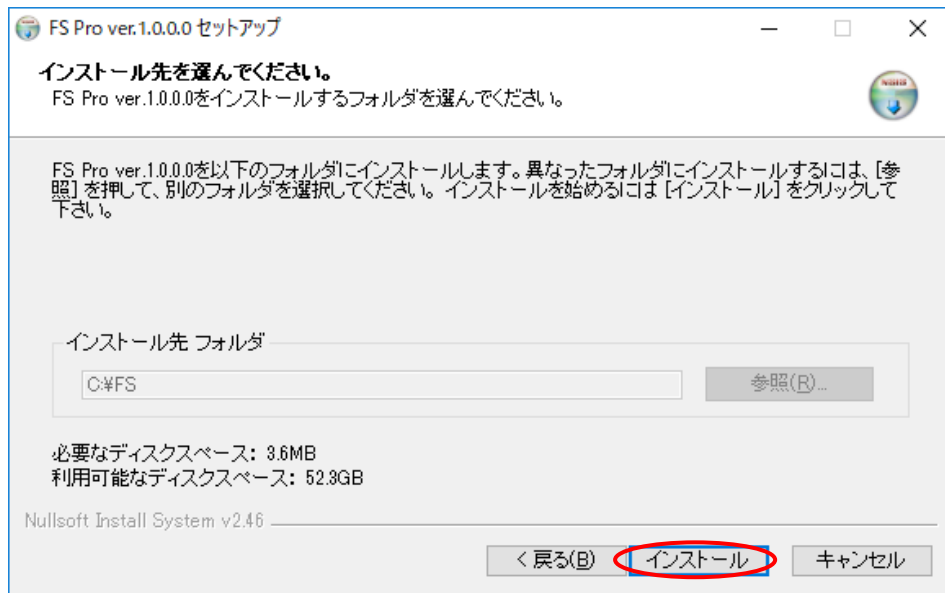 FS Pro ver.1.0.0.0 セットアップ
インストール先を選んでください。
FS Pro ver.1.0.0.0をインストールするフォルダを選んでください。
FS Pro ver.1.0.0.0を以下のフォルダにインストールします。異なったフォルダにインストールするには、[参
照] を押して、別のフォルダを選択してください。インストールを始めるには [インストール] をクリックして
下さい。
インストール先 フォルダ
C:¥FS
参照(R)...
必要なディスクスペース: 3.6MB
利用可能なディスクスペース: 52.3GB
Nullsoft Install System v2.46
< 戻る(B)
インストール
キャンセル